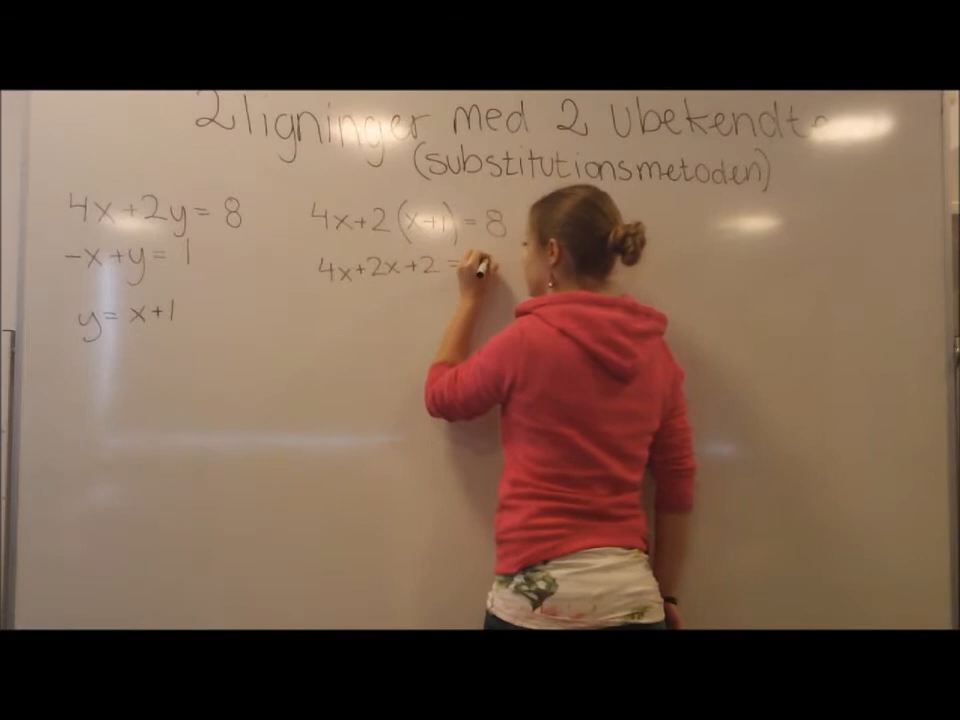 2 ligninger med 2 ubekendte
(substitutionsmetoden)
4x+2y=8
-x+y=1
y=x+1
4x+2(x+1)=8
4x+2x+2=